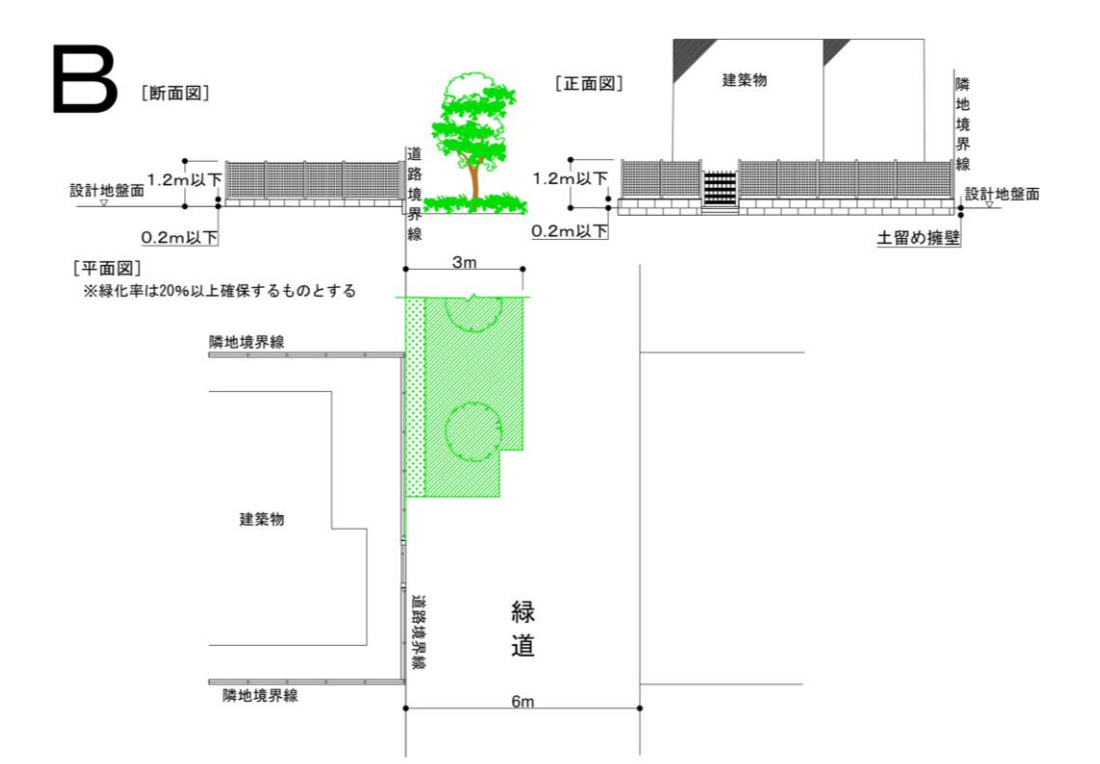 B
[断面図]
道路境界線
1.2m以下
設計地盤面
0.2m以下
[正面図]
建築物
隣地境界線
1.2m以下
設計地盤面
0.2m以下
土留め擁壁
[平面図]
※緑化率は20%以上確保するものとする
3m
隣地境界線
建築物
道路境界線
緑道
隣地境界線
6m